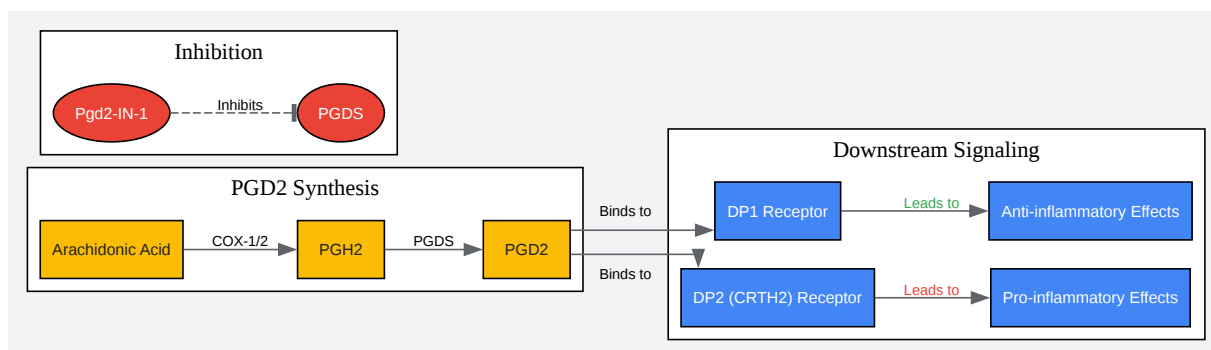 Inhibition
Pgd2-IN-1
Inhibits
PGDS
PGD2 Synthesis
Arachidonic Acid
COX-1/2
PGH2
PGDS
PGD2
Binds to
Binds to
Downstream Signaling
DP1 Receptor
Leads to
Anti-inflammatory Effects
DP2 (CRTH2) Receptor
Leads to
Pro-inflammatory Effects